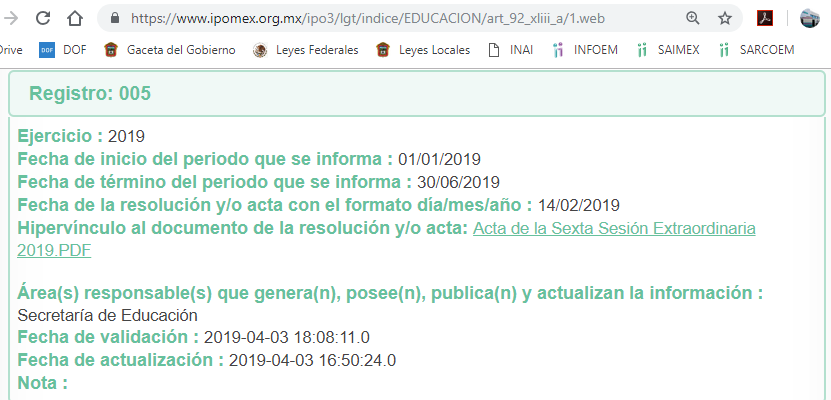 https://www.ipomex.org.mx/ipo3/lgt/indice/EDUCACION/art_92_xliii_a/1.web
Drive DOF DOF Gaceta del Gobierno Leyes Federales Leyes Locales INAI INFOEM SAIMEX SARCOEM
Registro: 005
Ejercicio : 2019
Fecha de inicio del periodo que se informa : 01/01/2019
Fecha de término del periodo que se informa : 30/06/2019
Fecha de la resolución y/o acta con el formato día/mes/año : 14/02/2019
Hipervínculo al documento de la resolución y/o acta: Acta de la Sexta Sesión Extraordinaria
2019.PDF
Área(s) responsable(s) que genera(n), posee(n), publica(n) y actualizan la información :
Secretaría de Educación
Fecha de validación : 2019-04-03 18:08:11.0
Fecha de actualización : 2019-04-03 16:50:24.0
Nota :